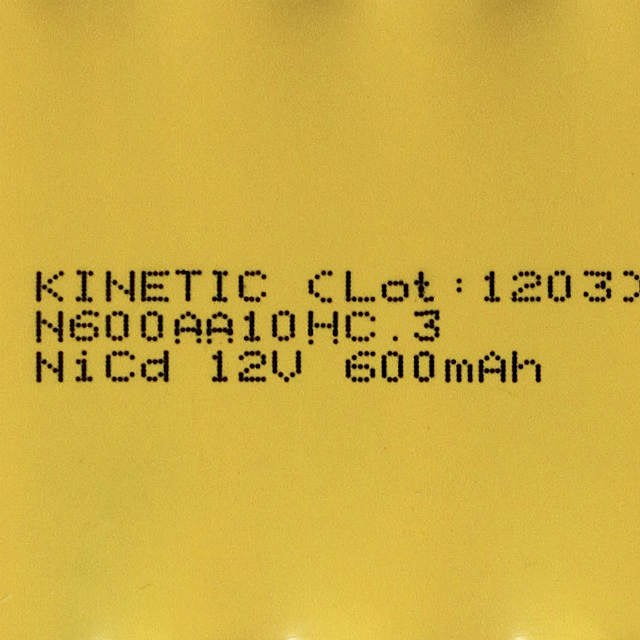 KINETIC (Lot:1203)
N600AA10HC.3
NiCd 12V 600mAh